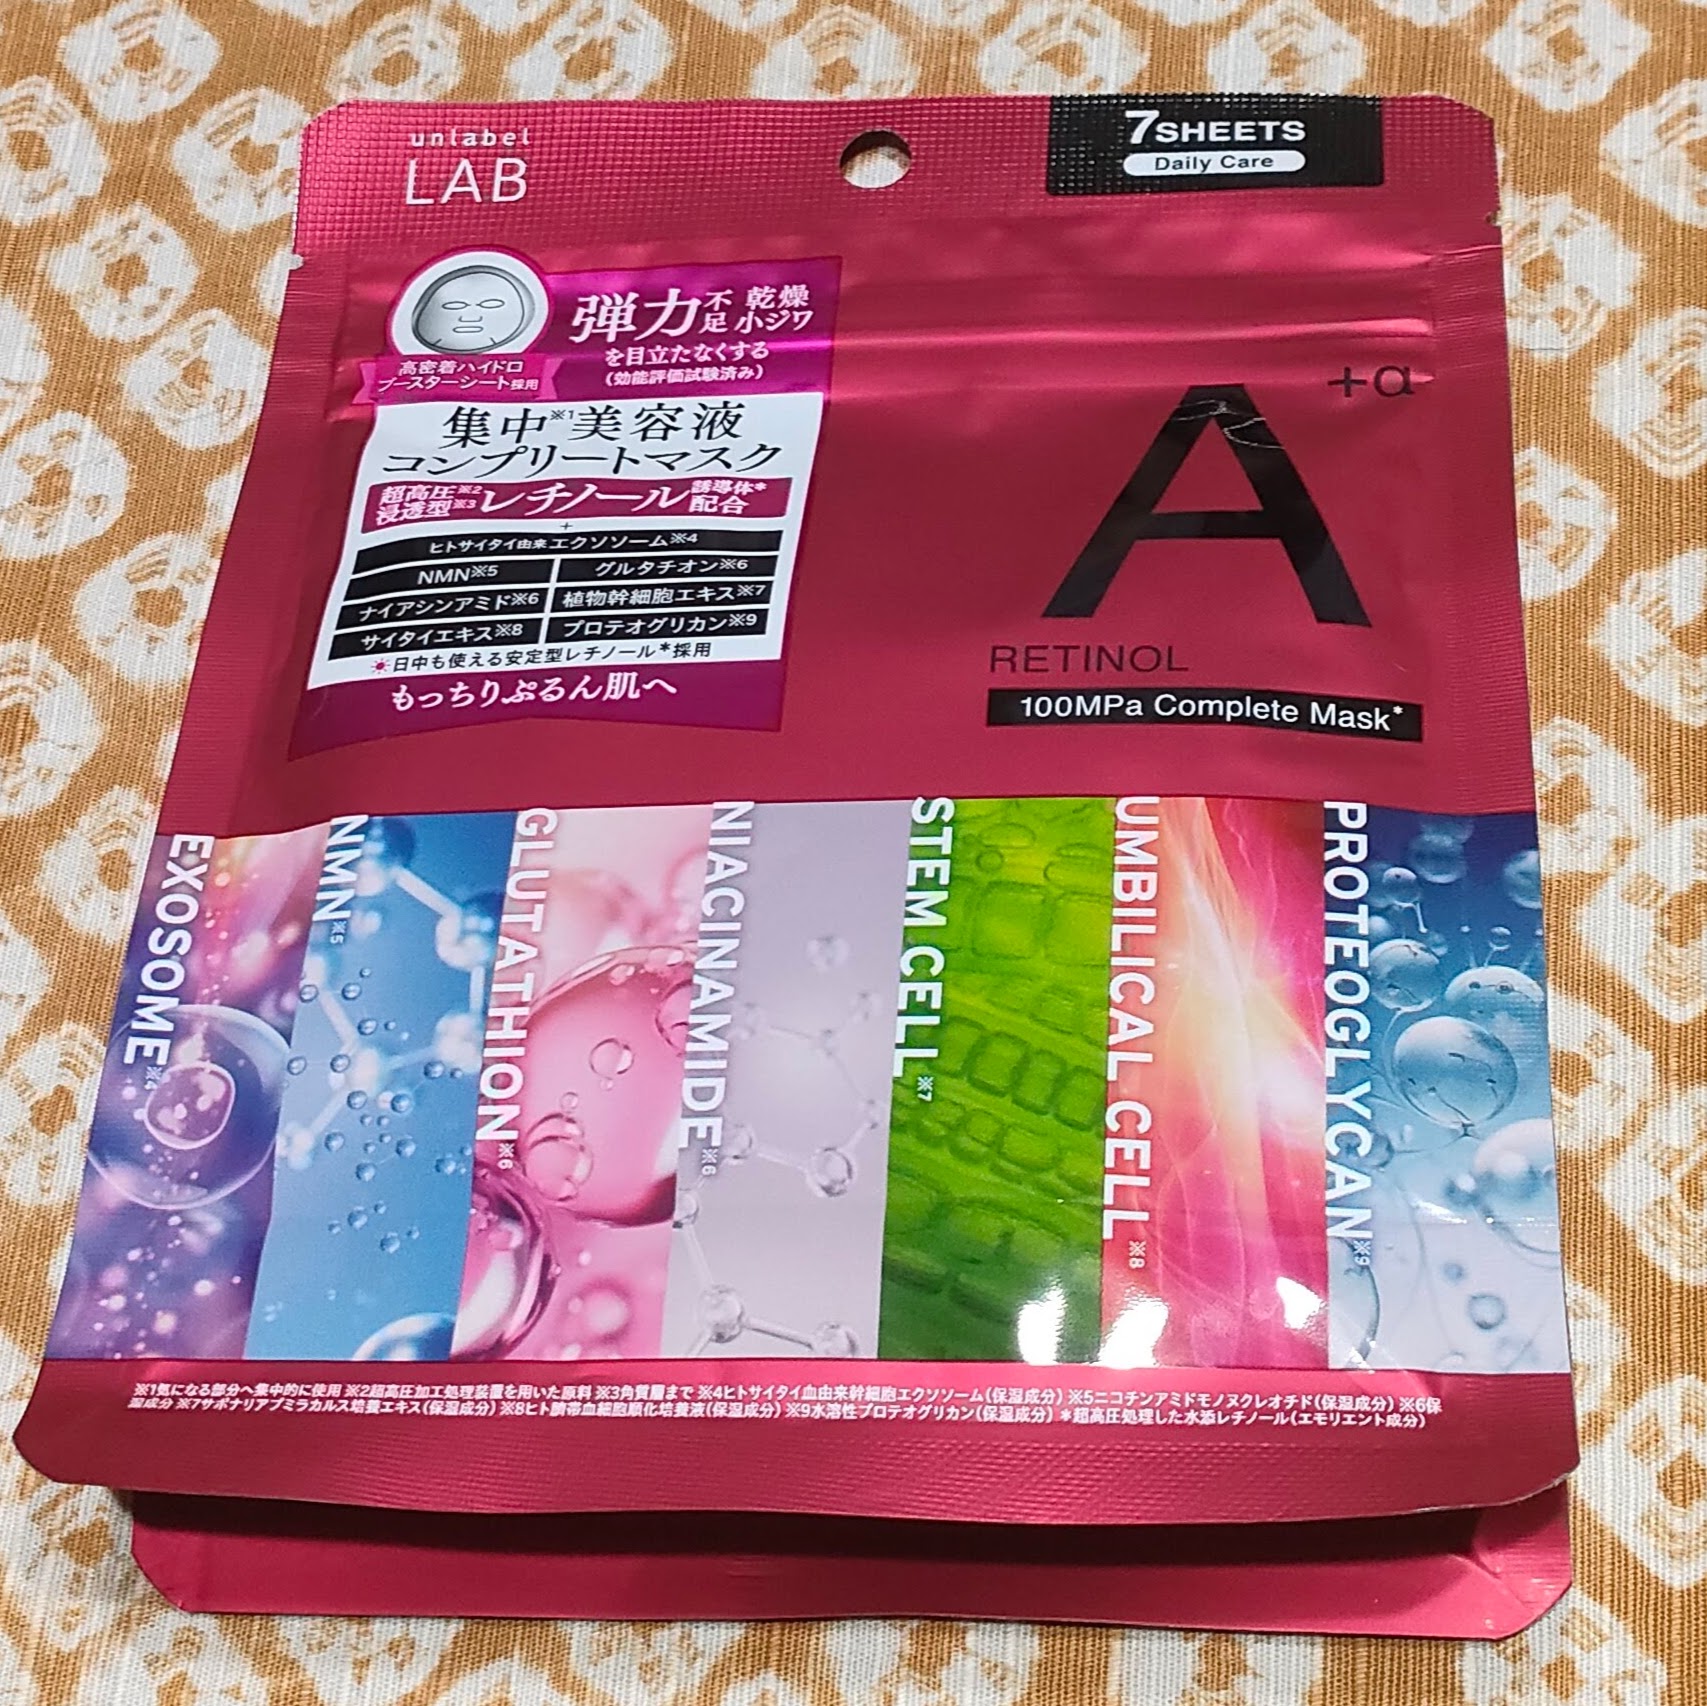 unlabel
LAB
7SHEETS
Daily Care
弾力不足 乾燥小ジワ
を目立たなくする
(効能評価試験済み)
高密着ハイドロ
ブースターシート採用
集中※1美容液
コンプリートマスク
超高圧※2浸透型※3レチノール誘導体*配合
+
ヒトサイタイ由来エクソソーム※4
NMN※5 グルタチオン※6
ナイアシンアミド※6 植物幹細胞エキス※7
サイタイエキス※8 プロテオグリカン※9
日中も使える安定型レチノール*採用
もっちりぷるん肌へ
A+α
RETINOL
100MPa Complete Mask*
EXOSOME※4
NMN※5
GLUTATHION※6
NIACINAMIDE※6
STEM CELL※7
UMBILICAL CELL※8
PROTEOGLYCAN※9
※1気になる部分へ集中的に使用 ※2超高圧加工処理装置を用いた原料 ※3角質層まで ※4ヒトサイタイ血由来幹細胞エクソソーム(保湿成分) ※5ニコチンアミドモノヌクレオチド(保湿成分) ※6保
湿成分 ※7サポナリアプミラカルス培養エキス(保湿成分) ※8ヒト臍帯血細胞順化培養液(保湿成分) ※9水溶性プロテオグリカン(保湿成分) *超高圧処理した水添レチノール(エモリエント成分)